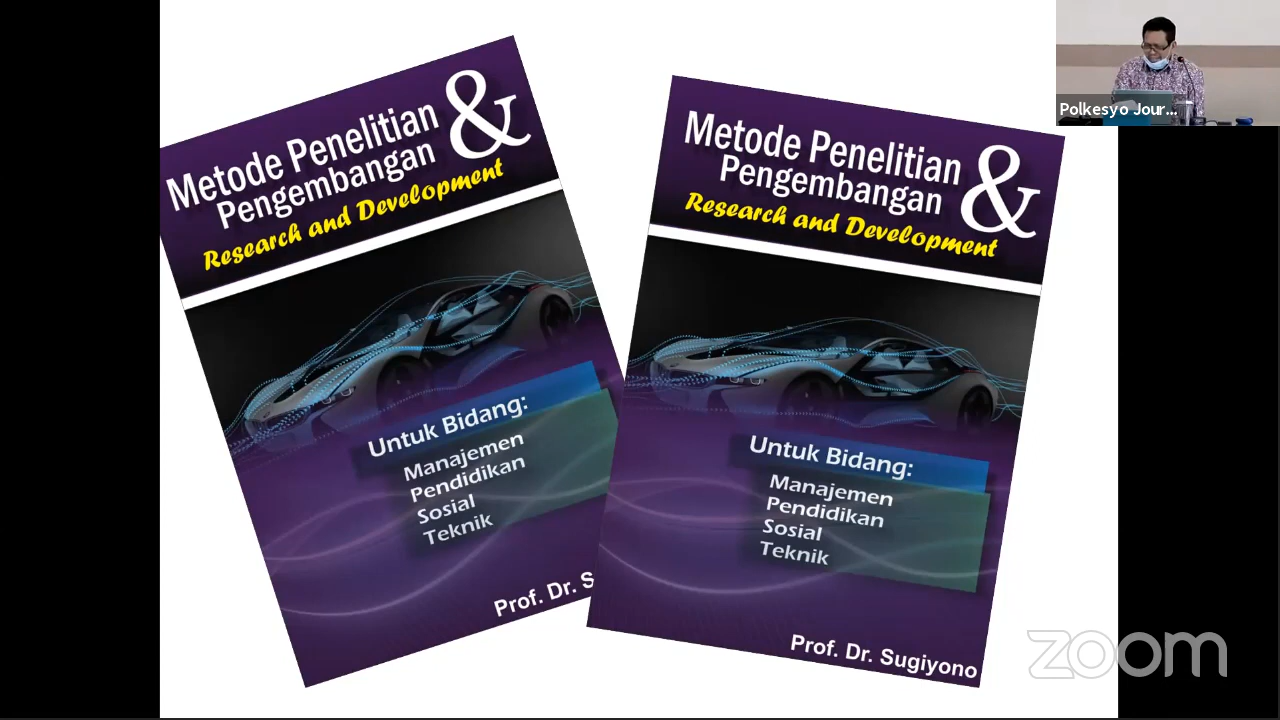 Metode Penelitian &
Pengembangan
Research and Development
Untuk Bidang:
Manajemen
Pendidikan
Sosial
Teknik
Prof. Dr. S
Metode Penelitian &
Pengembangan
Research and Development
Untuk Bidang:
Manajemen
Pendidikan
Sosial
Teknik
Prof. Dr. Sugiyono
Polkesyo Jour...
zoom